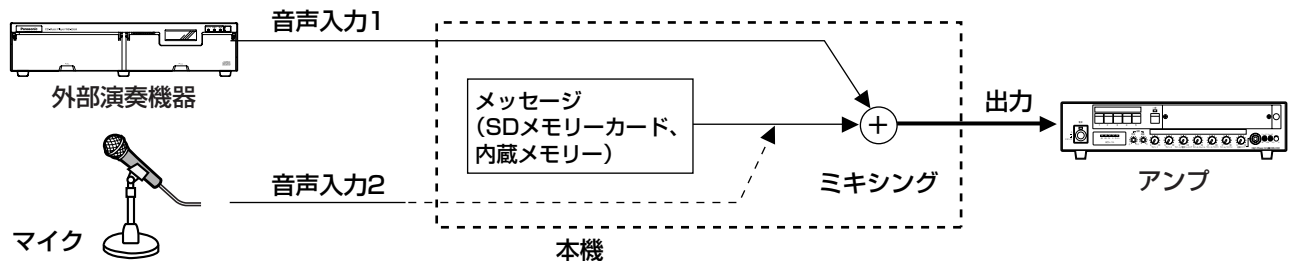 音声入力1
外部演奏機器
メッセージ
（SDメモリーカード、
内蔵メモリー）
出力
ミキシング
アンプ
音声入力2
マイク
本機
Panasonic